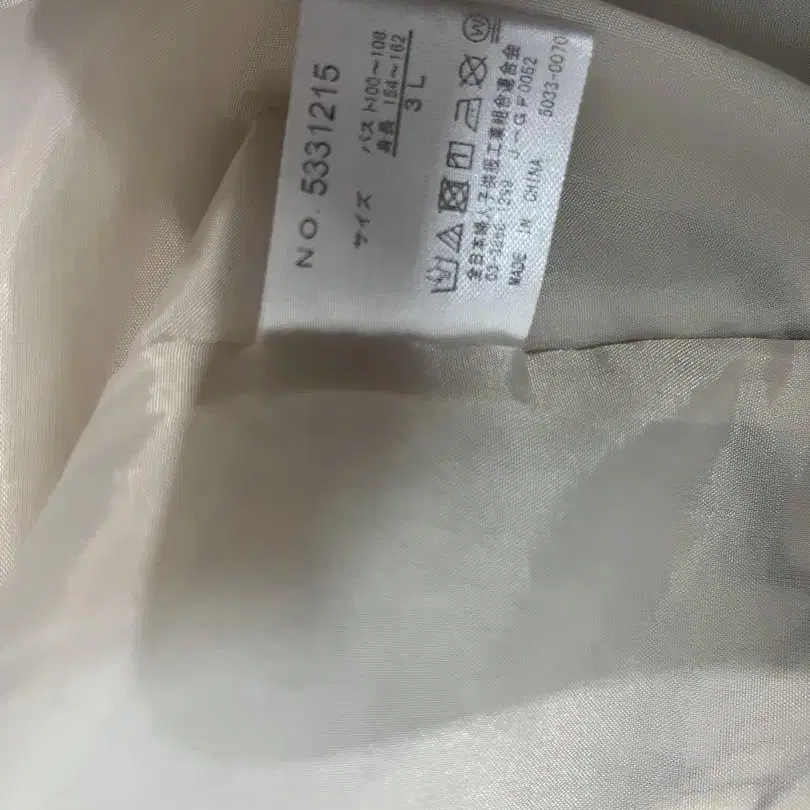 NO. 5331215
サイズ
バスト100〜108
身長 154〜162
3L
全日本婦人子供服工業組合連合会
J-GF0052
MADE IN CHINA
5033-0070